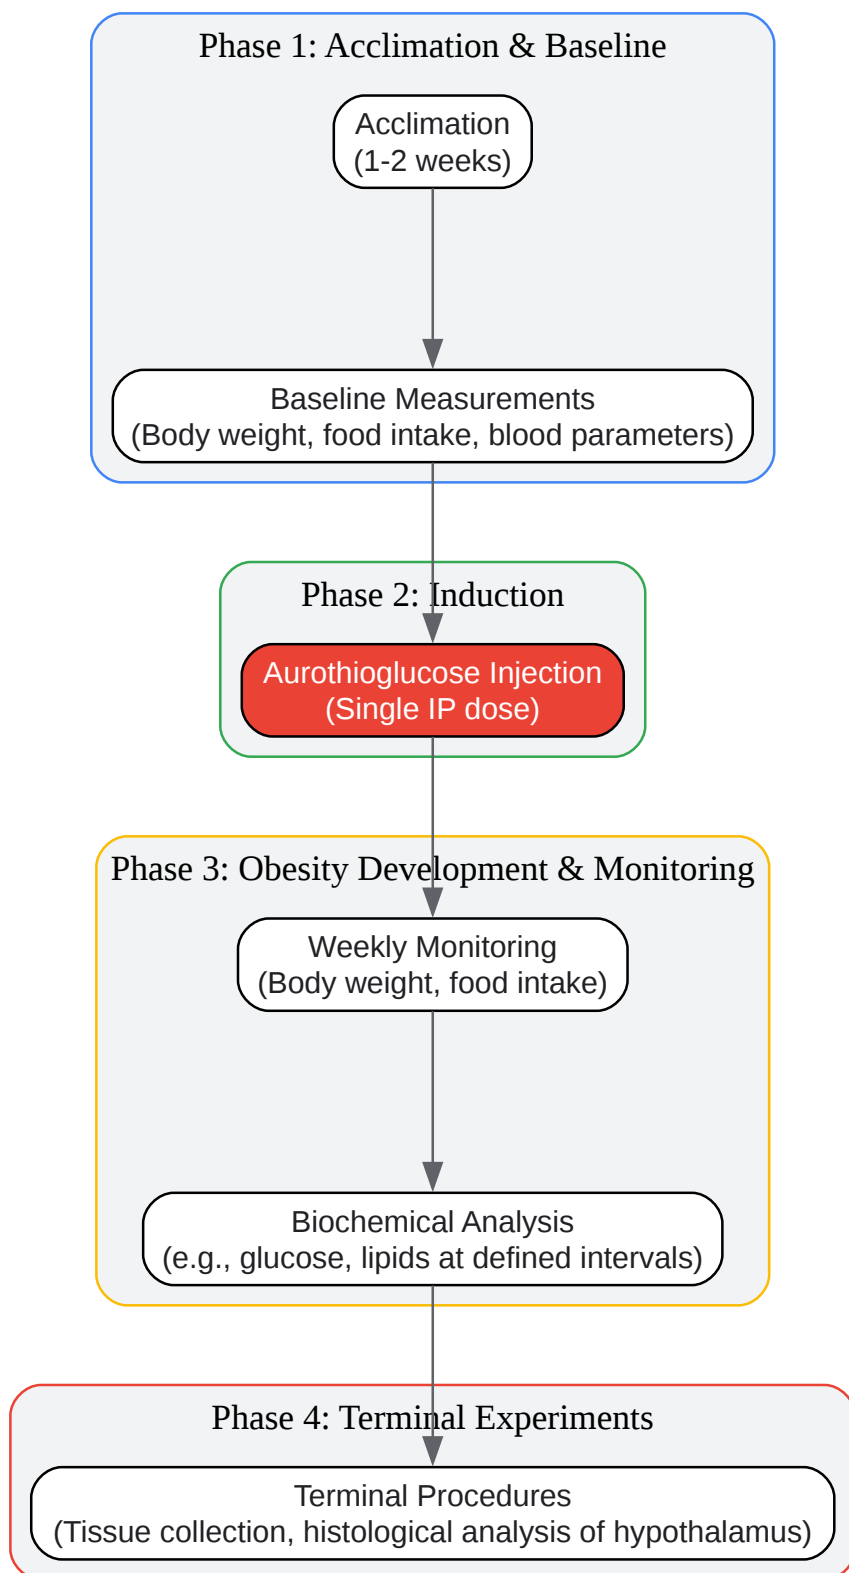 Phase 1: Acclimation & Baseline
Acclimation
(1-2 weeks)
Baseline Measurements
(Body weight, food intake, blood parameters)
Phase 2: Induction
Aurothioglucose Injection
(Single IP dose)
Phase 3: Obesity Development & Monitoring
Weekly Monitoring
(Body weight, food intake)
Biochemical Analysis
(e.g., glucose, lipids at defined intervals)
Phase 4: Terminal Experiments
Terminal Procedures
(Tissue collection, histological analysis of hypothalamus)